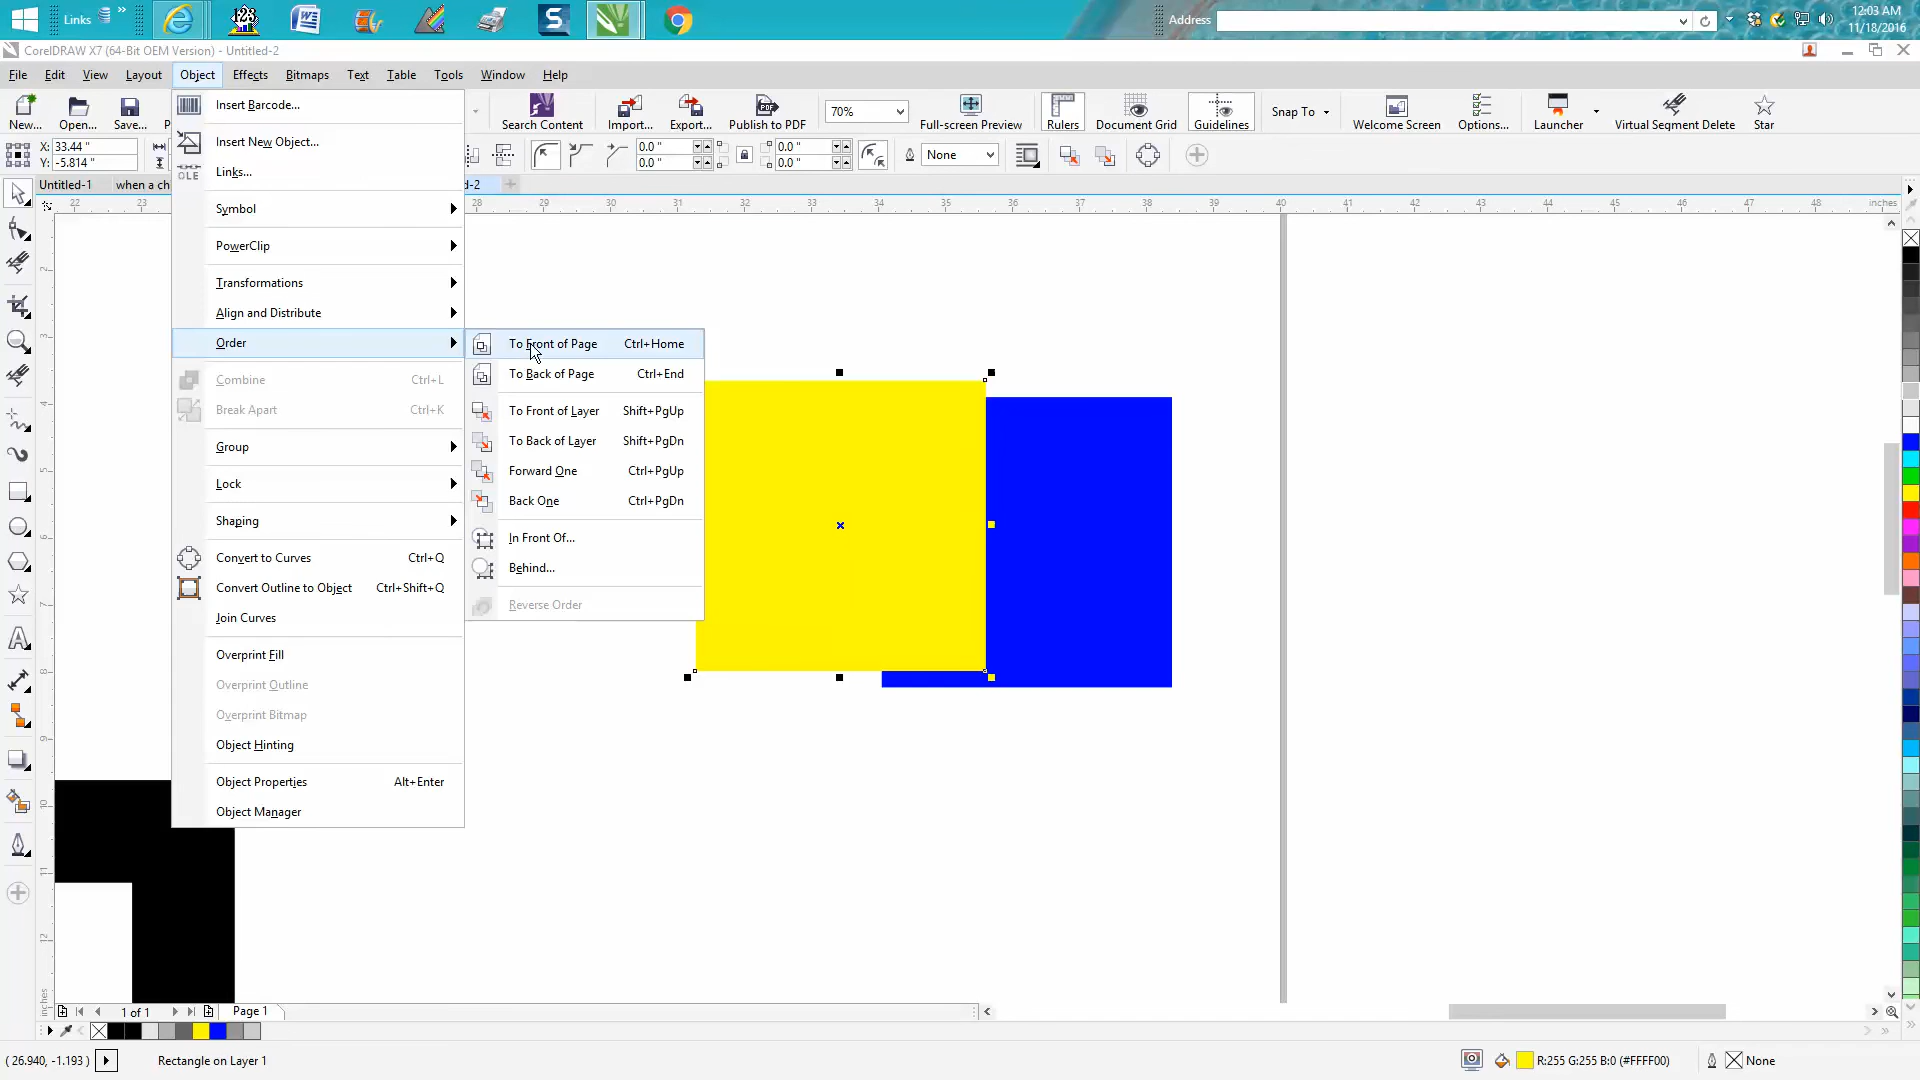 Links »
Address
12:03 AM
11/18/2016
CorelDRAW X7 (64-Bit OEM Version) - Untitled-2
File Edit View Layout Object Effects Bitmaps Text Table Tools Window Help
New... Open... Save... Search Content Import... Export... Publish to PDF 70% Full-screen Preview Rulers Document Grid Guidelines Snap To Welcome Screen Options... Launcher Virtual Segment Delete Star
X: 33.44 "
Y: -5.814 "
0.0 " 0.0 "
0.0 " 0.0 "
None
Untitled-1 when a ch -2
22 23 28 29 30 31 32 33 34 35 36 37 38 39 40 41 42 43 44 45 46 47 48 inches
Insert Barcode...
Insert New Object...
Links...
Symbol
PowerClip
Transformations
Align and Distribute
Order
Combine Ctrl+L
Break Apart Ctrl+K
Group
Lock
Shaping
Convert to Curves Ctrl+Q
Convert Outline to Object Ctrl+Shift+Q
Join Curves
Overprint Fill
Overprint Outline
Overprint Bitmap
Object Hinting
Object Properties Alt+Enter
Object Manager
To Front of Page Ctrl+Home
To Back of Page Ctrl+End
To Front of Layer Shift+PgUp
To Back of Layer Shift+PgDn
Forward One Ctrl+PgUp
Back One Ctrl+PgDn
In Front Of...
Behind...
Reverse Order
1 of 1 Page 1
( 26.940, -1.193 ) Rectangle on Layer 1 R:255 G:255 B:0 (#FFFF00) None